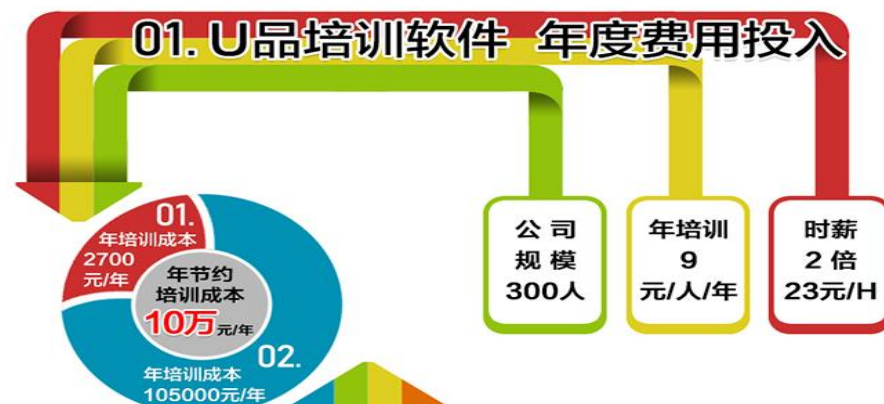 01. U品培训软件 年度费用投入
公司
规模
300人
年培训
9
元/人/年
时薪
2倍
23元/H
01.
年培训成本
2700
元/年
年节约
培训成本
10万元/年
02.
年培训成本
105000元/年